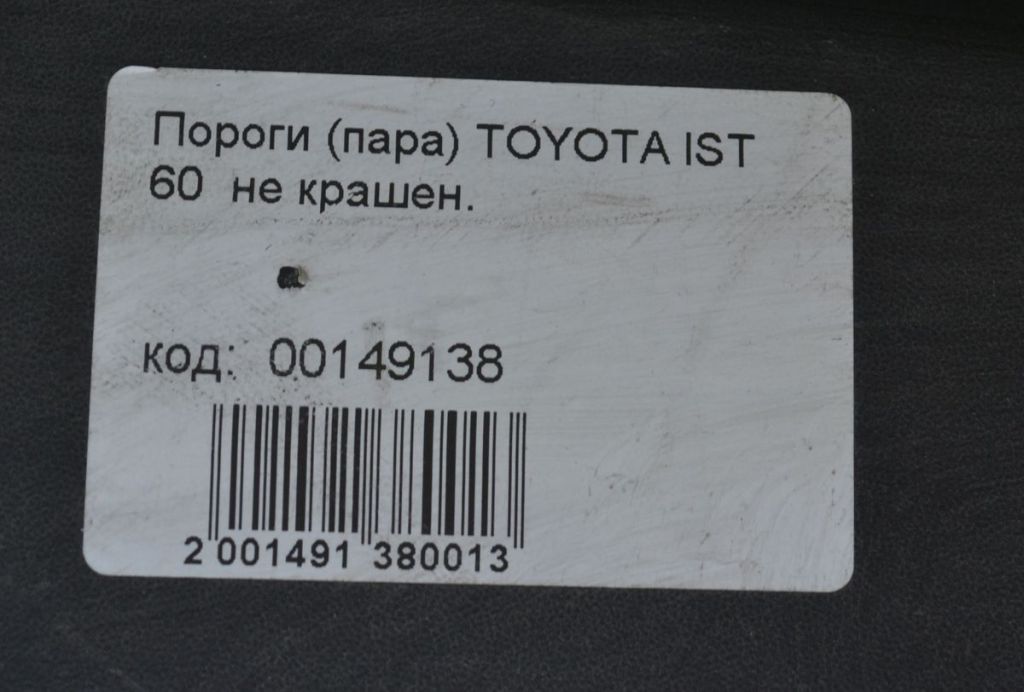 Пороги (пара) TOYOTA IST
60 не крашен.
код: 00149138
2 001491 380013